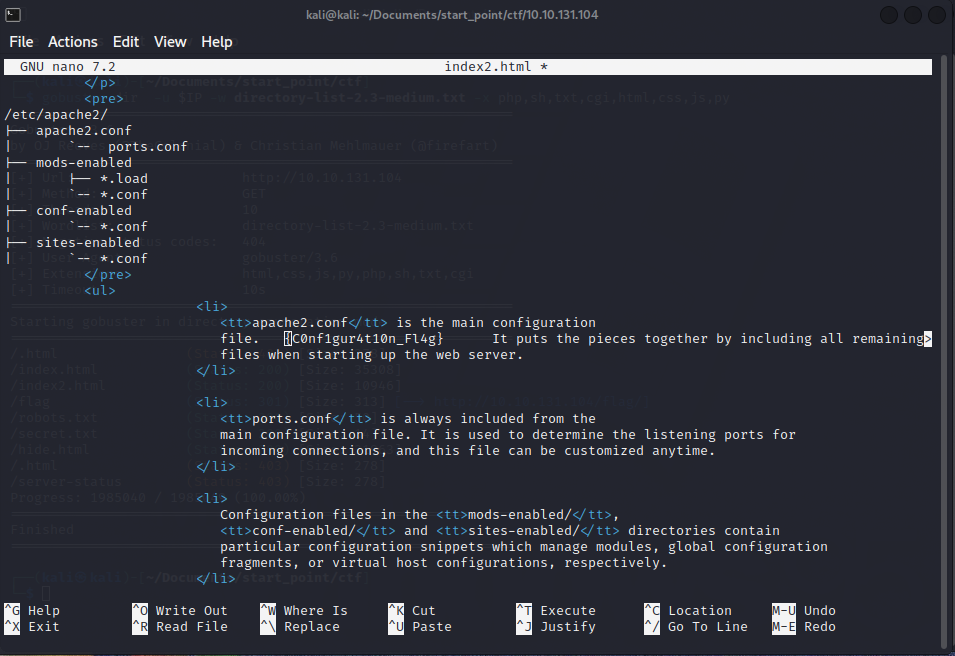 kali@kali: ~/Documents/start_point/ctf/10.10.131.104
File Actions Edit View Help
GNU nano 7.2 index2.html *
</p>
<pre>
/etc/apache2/
├── apache2.conf
│ `-- ports.conf
├── mods-enabled
│ ├── *.load
│ `-- *.conf
├── conf-enabled
│ `-- *.conf
├── sites-enabled
│ `-- *.conf
</pre>
<ul>
<li>
<tt>apache2.conf</tt> is the main configuration
file. {C0nf1gur4t10n_Fl4g} It puts the pieces together by including all remaining>
files when starting up the web server.
</li>
<li>
<tt>ports.conf</tt> is always included from the
main configuration file. It is used to determine the listening ports for
incoming connections, and this file can be customized anytime.
</li>
<li>
Configuration files in the <tt>mods-enabled/</tt>,
<tt>conf-enabled/</tt> and <tt>sites-enabled/</tt> directories contain
particular configuration snippets which manage modules, global configuration
fragments, or virtual host configurations, respectively.
</li>
^G Help ^O Write Out ^W Where Is ^K Cut ^T Execute ^C Location M-U Undo
^X Exit ^R Read File ^\ Replace ^U Paste ^J Justify ^/ Go To Line M-E Redo